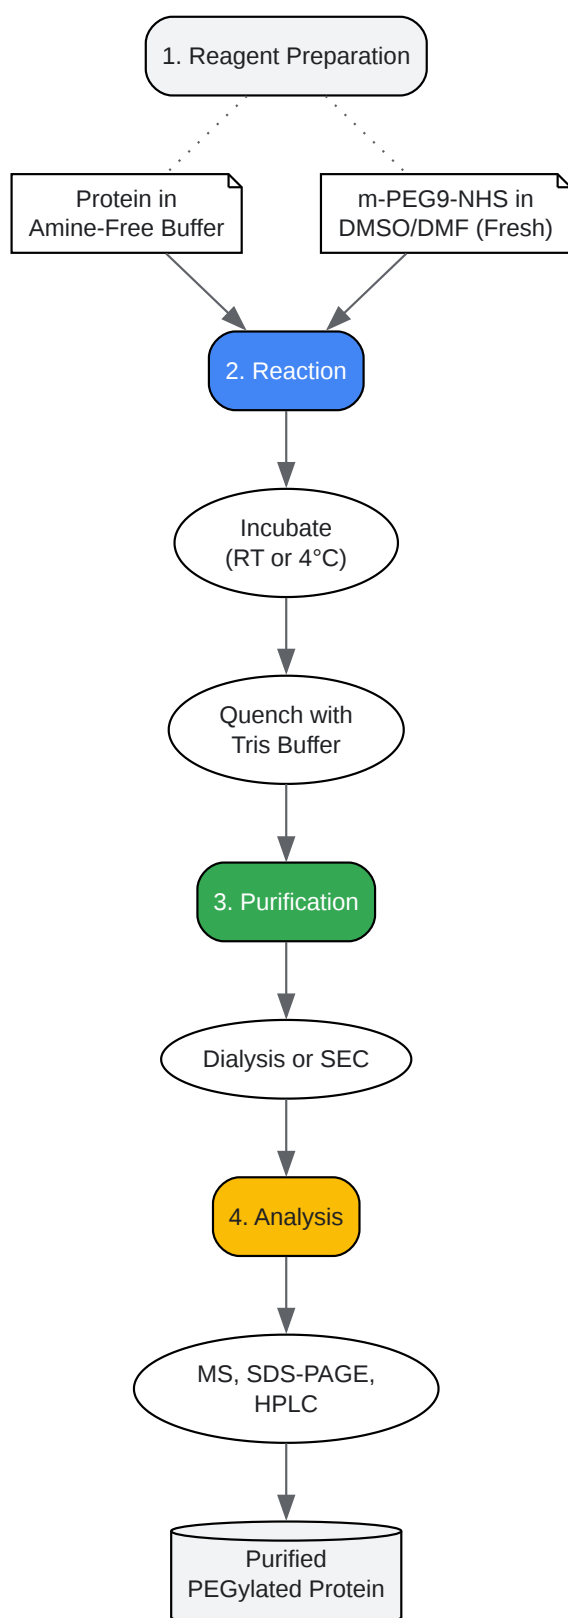 1. Reagent Preparation
Protein in
Amine-Free Buffer
m-PEG9-NHS in
DMSO/DMF (Fresh)
2. Reaction
Incubate
(RT or 4°C)
Quench with
Tris Buffer
3. Purification
Dialysis or SEC
4. Analysis
MS, SDS-PAGE,
HPLC
Purified
PEGylated Protein